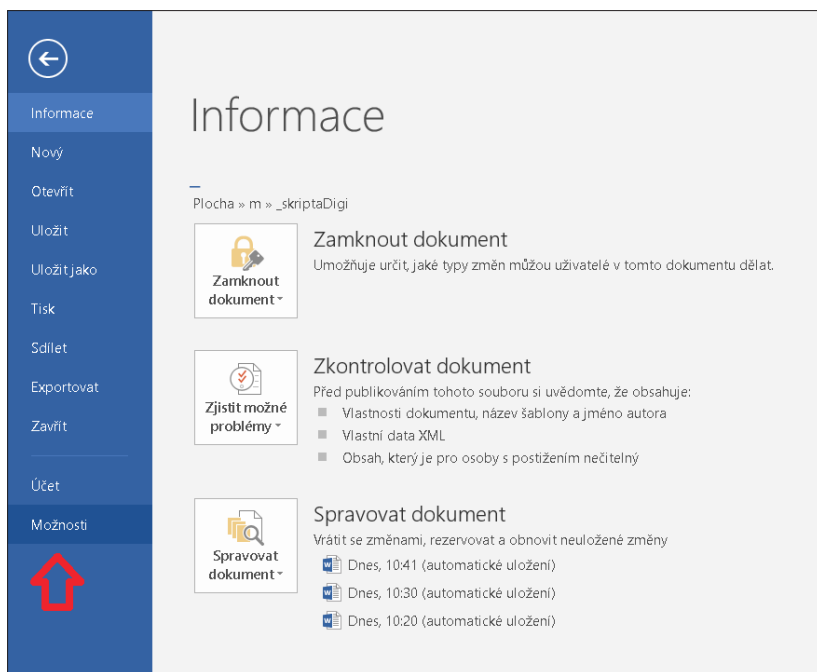 Informace
Nový
Otevřít
Uložit
Uložit jako
Tisk
Sdílet
Exportovat
Zavřít
Účet
Možnosti
Informace
Plocha » m » _skriptaDigi
Zamknout
dokument
Zamknout dokument
Umožňuje určit, jaké typy změn můžou uživatelé v tomto dokumentu dělat.
Zjistit možné
problémy
Zkontrolovat dokument
Před publikováním tohoto souboru si uvědomte, že obsahuje:
Vlastnosti dokumentu, název šablony a jméno autora
Vlastní data XML
Obsah, který je pro osoby s postižením nečitelný
Spravovat
dokument
Spravovat dokument
Vrátit se změnami, rezervovat a obnovit neuložené změny
Dnes, 10:41 (automatické uložení)
Dnes, 10:30 (automatické uložení)
Dnes, 10:20 (automatické uložení)